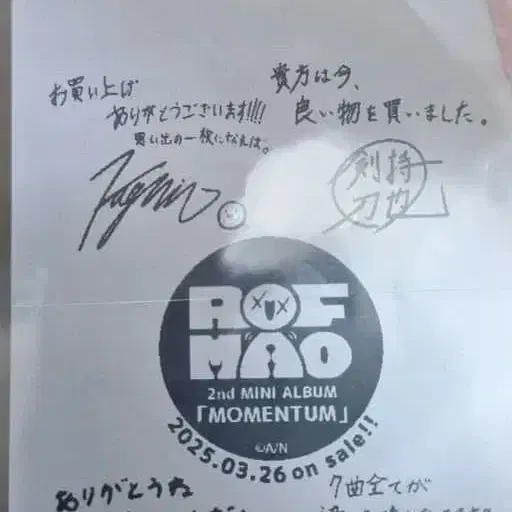 お買い上げ
ありがとうございます!!!!
思い出の一枚になれば。
貴方は今、
良い物を買いました。
剣持
刀也
ROF
MAO
2nd MINI ALBUM
「MOMENTUM」
©A/N
2025.03.26 on sale!!
ありがとうね
7曲全てが